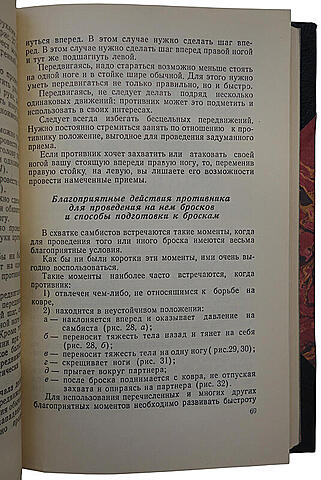 нуться вперед. В этом случае нужно сделать шаг впе-
ред. В этом случае нужно сделать шаг вперед правой ногой
и тут же подшагнуть левой.
Передвигаясь, надо стараться возможно меньше стоять
на одной ноге и в стойке шире обычной. Для этого нужно
уметь передвигаться не только правильно, но и быстро.
Передвигаясь, не следует делать подряд несколько
одинаковых движений; противник может это подметить и
использовать в своих интересах.
Следует всегда избегать бесцельных передвижений.
Нужно постоянно стремиться занять по отношению к про-
тивнику положение, выгодное для проведения задуманного
приема.
Если противник хочет захватить или атаковать своей
ногой вашу стоящую впереди правую ногу, то, переменив
правую стойку, на левую, вы лишаете его возможности
провести намеченные приемы.
Благоприятные действия противника
для проведения на нем бросков
и способы подготовки к броскам
В схватке самбистов встречаются такие моменты, когда
для проведения того или иного броска имеются весьма
благоприятные условия.
Как бы ни были коротки эти моменты, ими очень вы-
годно воспользоваться.
Такие моменты наиболее часто встречаются, когда
противник:
1) отвлечен чем-либо, не относящимся к борьбе на
ковре,
2) находится в неустойчивом положении:
а — наклоняется вперед и оказывает давление на
самбиста (рис. 28, а);
б — переносит тяжесть тела назад и тянет на себя
(рис. 28, б);
в — переносит тяжесть тела на одну ногу (рис.29,30);
г — скрещивает ноги (рис. 31);
д — прыгает вокруг партнера;
е — после броска поднимается с ковра, не отпуская
захвата и опираясь на партнера (рис. 32).
Для использования перечисленных и многих других
благоприятных моментов необходимо развивать быстроту
69